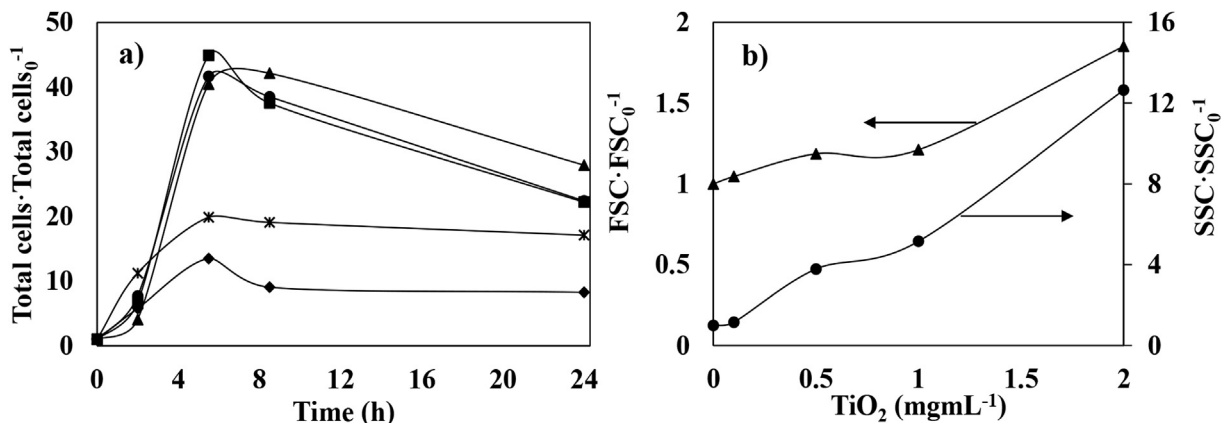 a)
Total cells·Total cells₀⁻¹
50
40
30
20
10
0
0 4 8 12 16 20 24
Time (h)
b)
FSC·FSC₀⁻¹
2
1.5
1
0.5
0
SSC·SSC₀⁻¹
16
12
8
4
0
0 0.5 1 1.5 2
TiO₂ (mgmL⁻¹)